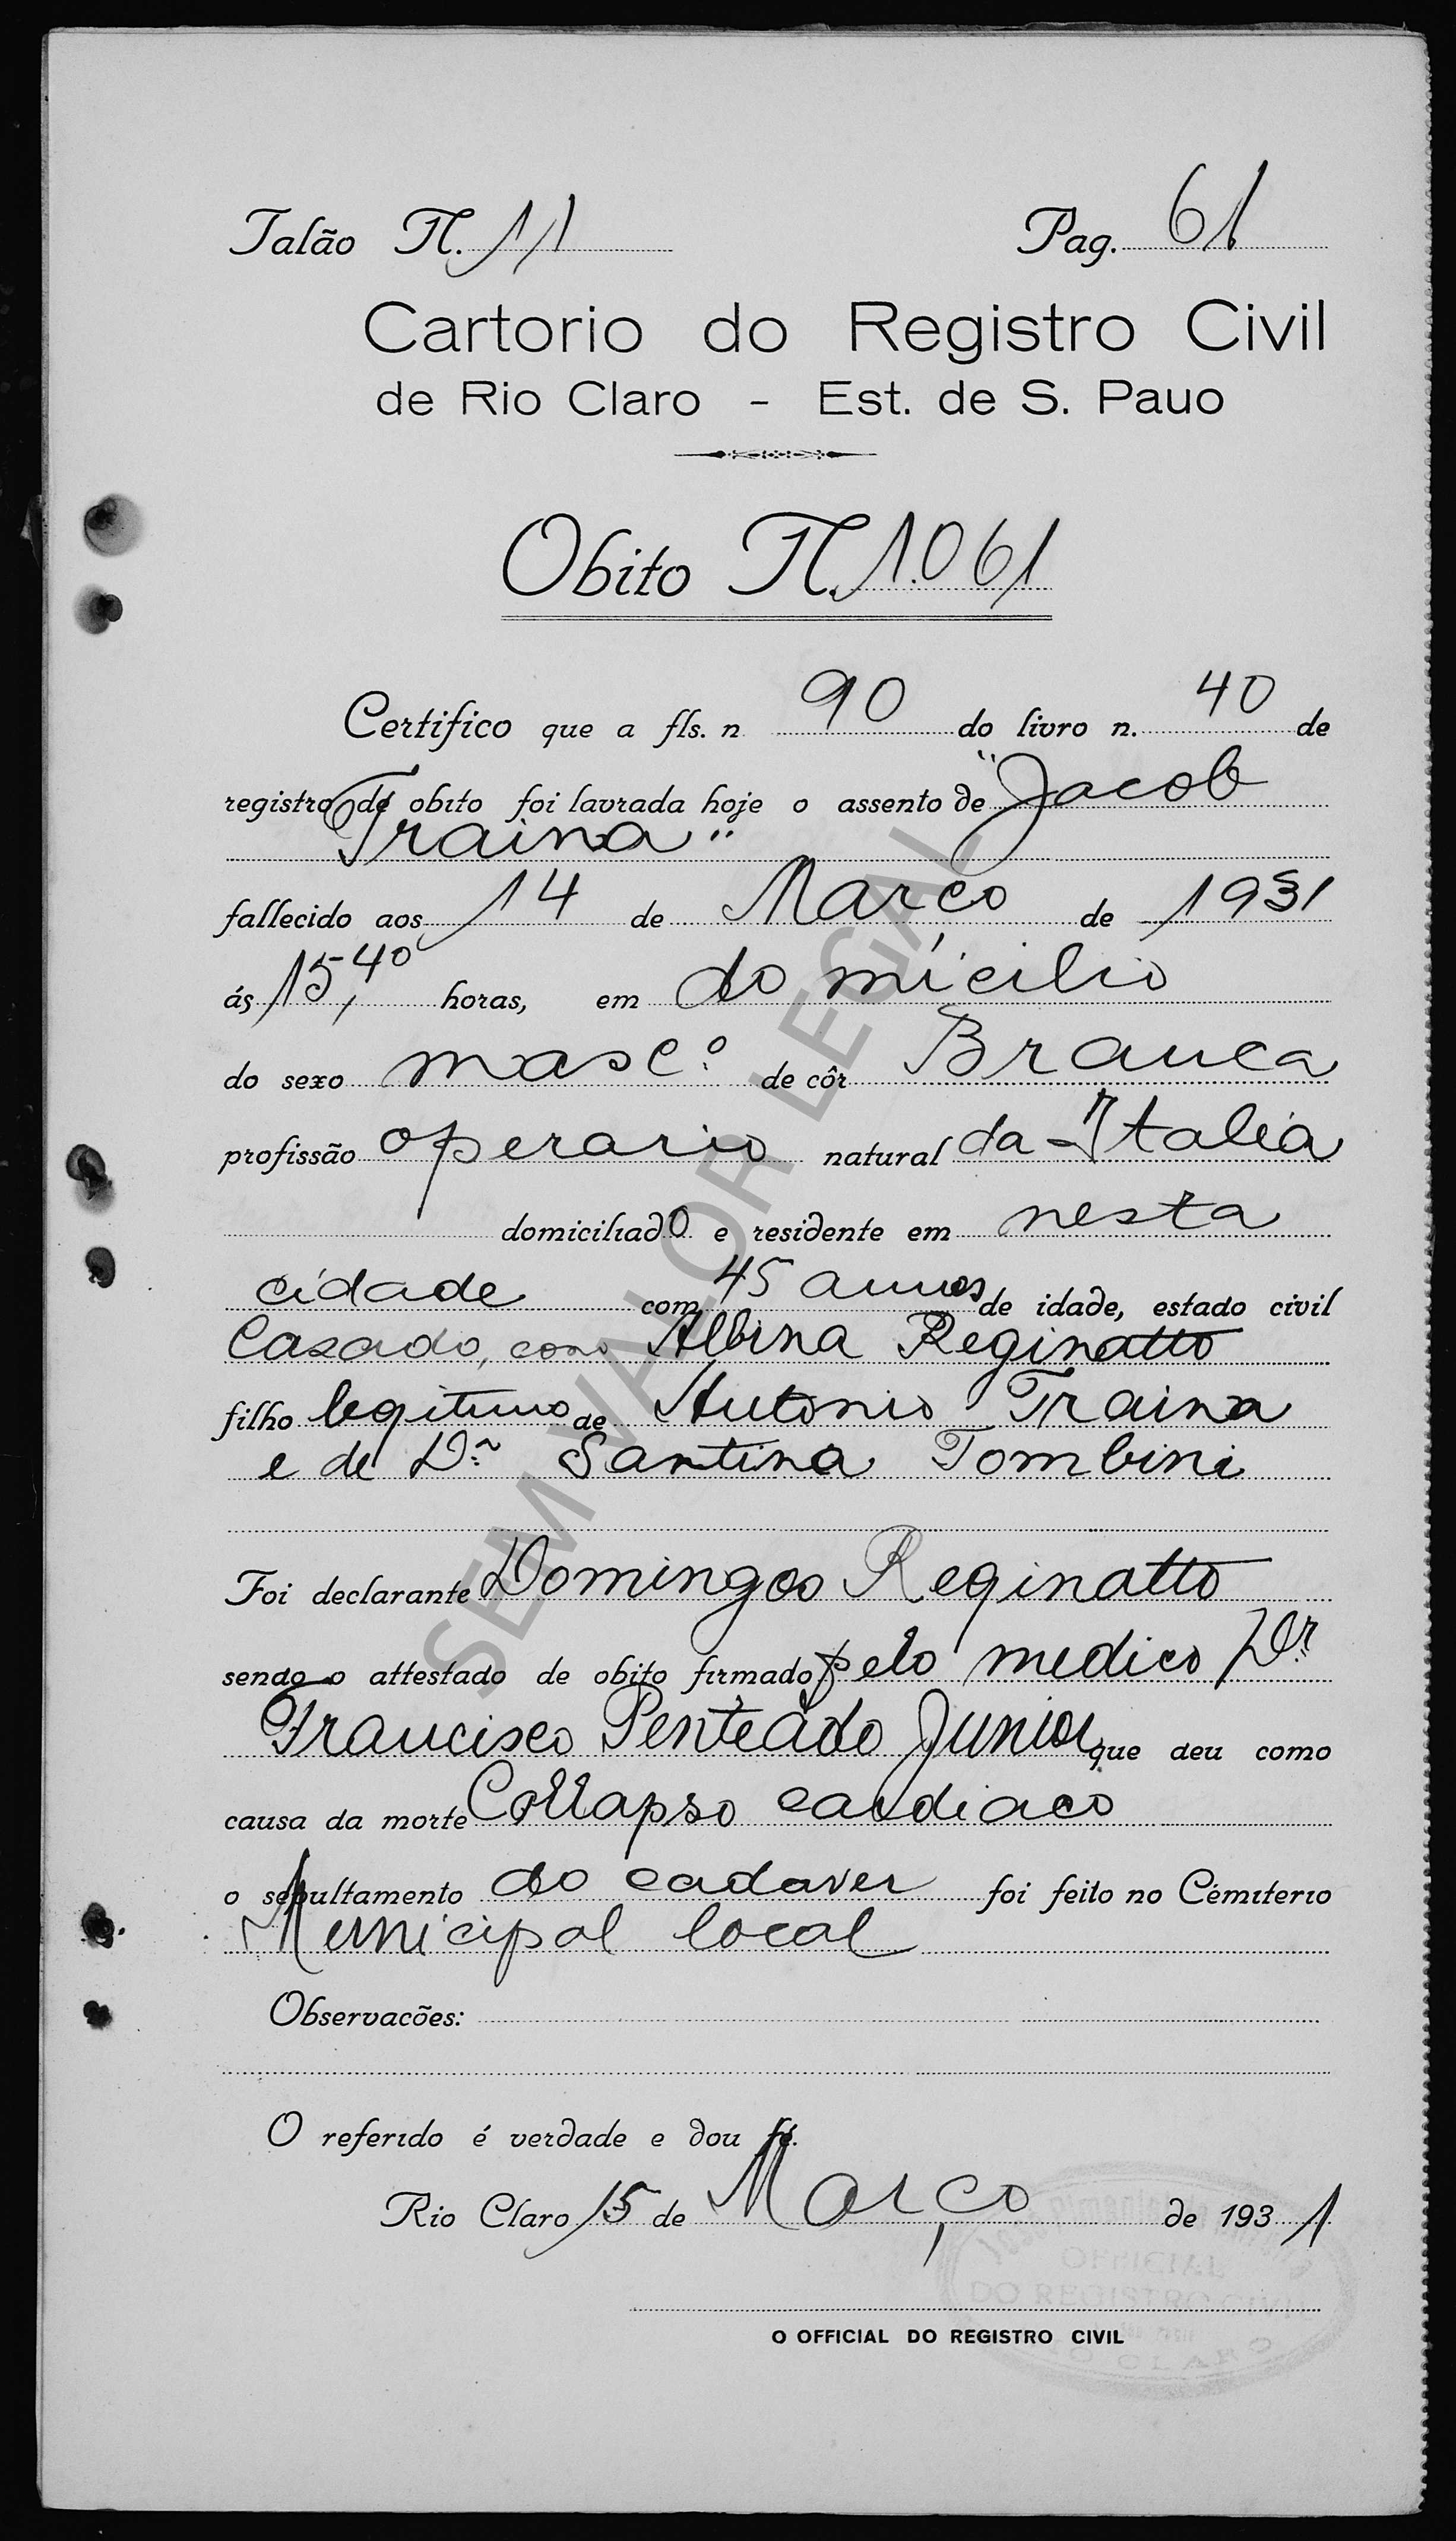 Talão N. 11 Pag. 61
Cartorio do Registro Civil
de Rio Claro - Est. de S. Pauo
Obito N. 1.061
Certifico que a fls. n 90 do livro n. 40 de
registro de obito foi lavrada hoje o assento de "Jacob
Traina"
fallecido aos 14 de Março de 1931
ás 15,40 horas, em do micilio
do sexo masc.º de côr Branca
profissão operario natural da Italia
domiciliado e residente em nesta
cidade com 45 annos de idade, estado civil
Casado, com Albina Reginatto
filho legitimo de Antonio Traina
e de D.ª Santina Tombini
Foi declarante Domingos Reginatto
sendo o attestado de obito firmado pelo medico Dr.
Francisco Penteado Junior que deu como
causa da morte Collapso cardiaco
o sepultamento do cadaver foi feito no Cémiterio
Municipal local
Observacões:
O referido é verdade e dou fé.
Rio Claro 15 de Março de 1931
OFFICIAL
DO REGISTRO CIVIL
O OFFICIAL DO REGISTRO CIVIL
RIO CLARO
SEM VALOR LEGAL